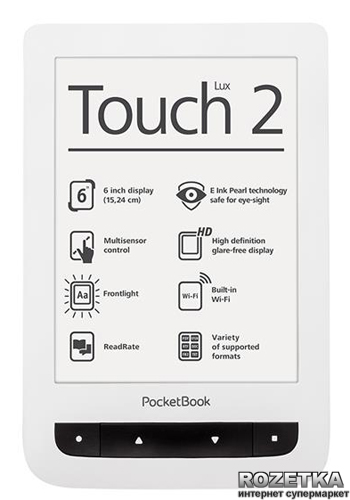 Lux
Touch 2
6"
6 inch display
(15,24 cm)
E Ink Pearl technology
safe for eye-sight
Multisensor
control
HD
High definition
glare-free display
Aa
Frontlight
Wi-Fi
Built-in
Wi-Fi
ReadRate
Variety
of supported
formats
PocketBook
ROZETKA
интернет супермаркет